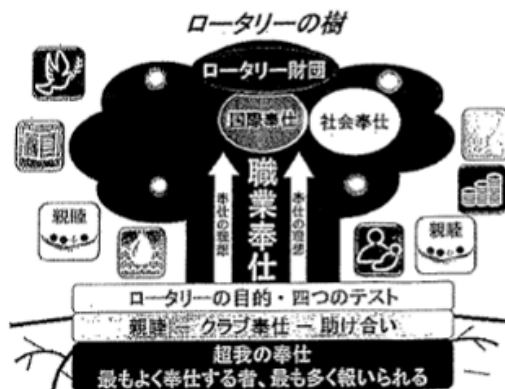 ロータリーの樹
ロータリー財団
国際奉仕
社会奉仕
職業奉仕
奉仕の理想
奉仕の理想
親睦
親睦
ロータリーの目的・四つのテスト
親睦 － クラブ奉仕 － 助け合い
超我の奉仕
最もよく奉仕する者、最も多く報いられる